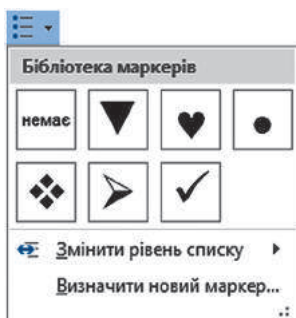 Бібліотека маркерів
немає
Змінити рівень списку
Визначити новий маркер...